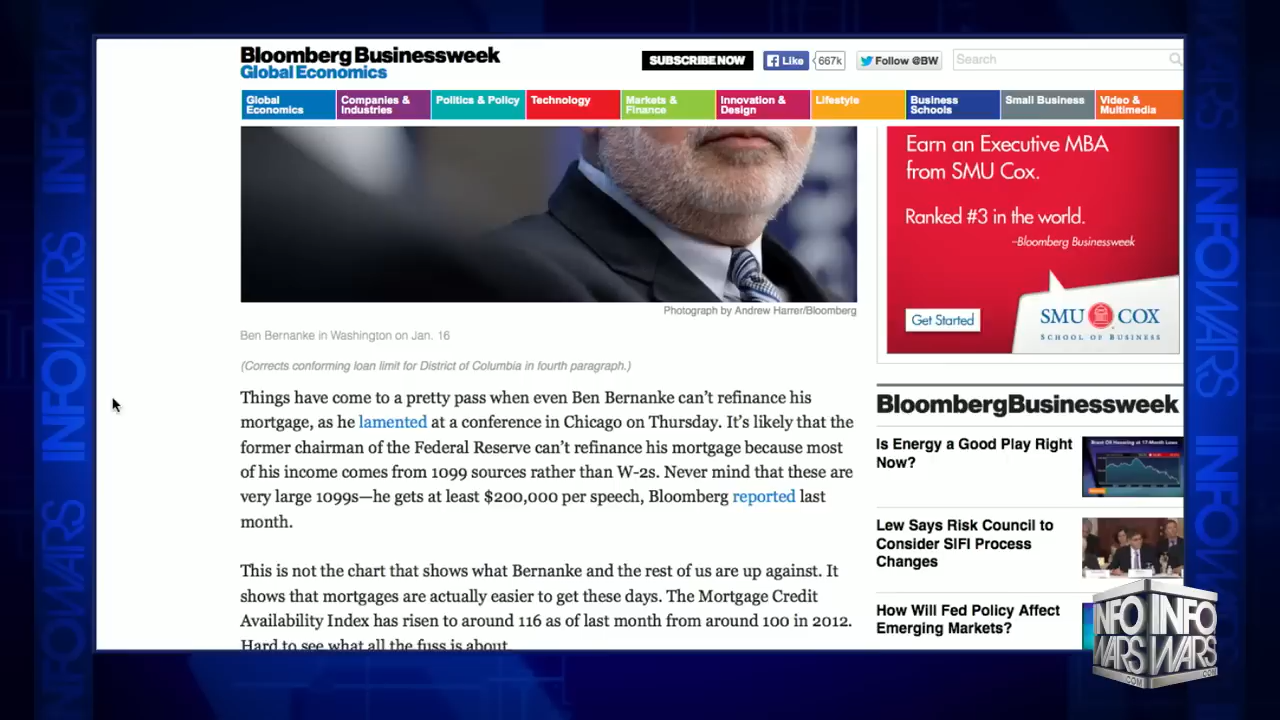 Bloomberg Businessweek
Global Economics
SUBSCRIBE NOW
Like
667k
Follow @BW
Search
Global Economics
Companies & Industries
Politics & Policy
Technology
Markets & Finance
Innovation & Design
Lifestyle
Business Schools
Small Business
Video & Multimedia
Photograph by Andrew Harrer/Bloomberg
Ben Bernanke in Washington on Jan. 16
(Corrects conforming loan limit for District of Columbia in fourth paragraph.)
Things have come to a pretty pass when even Ben Bernanke can’t refinance his
mortgage, as he lamented at a conference in Chicago on Thursday. It’s likely that the
former chairman of the Federal Reserve can’t refinance his mortgage because most
of his income comes from 1099 sources rather than W-2s. Never mind that these are
very large 1099s—he gets at least $200,000 per speech, Bloomberg reported last
month.
This is not the chart that shows what Bernanke and the rest of us are up against. It
shows that mortgages are actually easier to get these days. The Mortgage Credit
Availability Index has risen to around 116 as of last month from around 100 in 2012.
Hard to see what all the fuss is about.
Earn an Executive MBA
from SMU Cox.
Ranked #3 in the world.
–Bloomberg Businessweek
Get Started
SMU COX
SCHOOL OF BUSINESS
BloombergBusinessweek
Is Energy a Good Play Right
Now?
Lew Says Risk Council to
Consider SIFI Process
Changes
How Will Fed Policy Affect
Emerging Markets?
INFOWARS
INFOWARS
INFOWARS
INFOWARS
INFO INFO
WARS WARS
.COM .COM